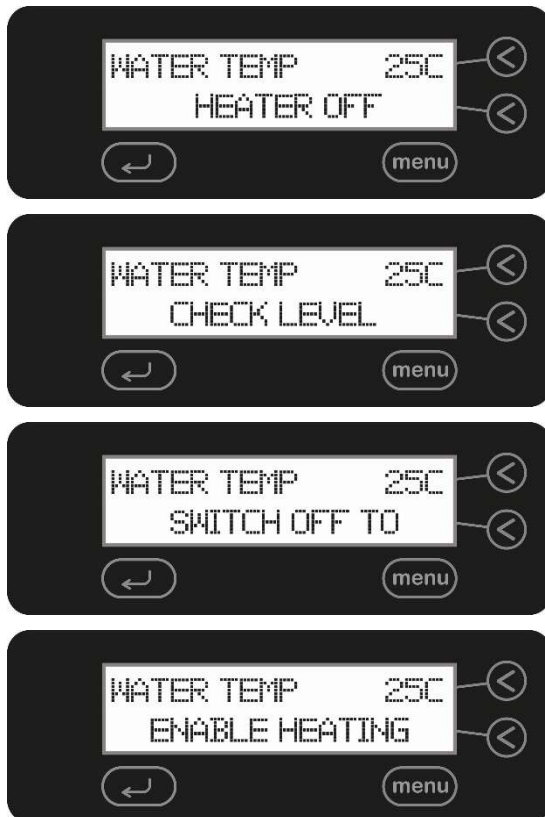 WATER TEMP 25C
HEATER OFF
menu
WATER TEMP 25C
CHECK LEVEL
menu
WATER TEMP 25C
SWITCH OFF TO
menu
WATER TEMP 25C
ENABLE HEATING
menu